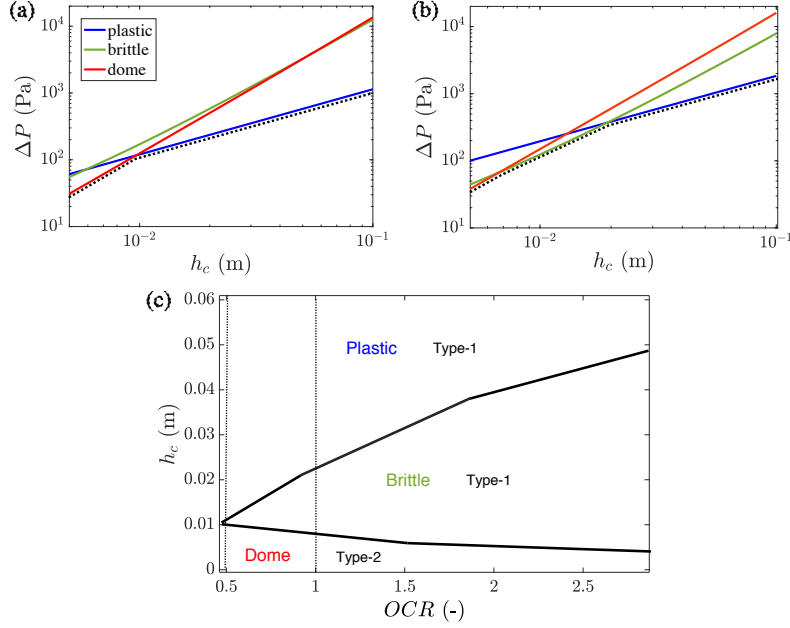 (a)
10^4
10^3
10^2
10^1
ΔP (Pa)
plastic
brittle
dome
10^-2
10^-1
h_c (m)
(b)
10^4
10^3
10^2
10^1
ΔP (Pa)
10^-2
10^-1
h_c (m)
(c)
0.06
0.05
0.04
0.03
0.02
0.01
0
h_c (m)
Plastic Type-1
Brittle Type-1
Dome Type-2
0.5 1 1.5 2 2.5
OCR (-)